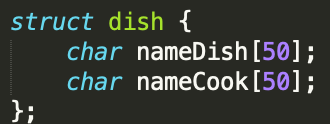 struct dish {
    char nameDish[50];
    char nameCook[50];
};